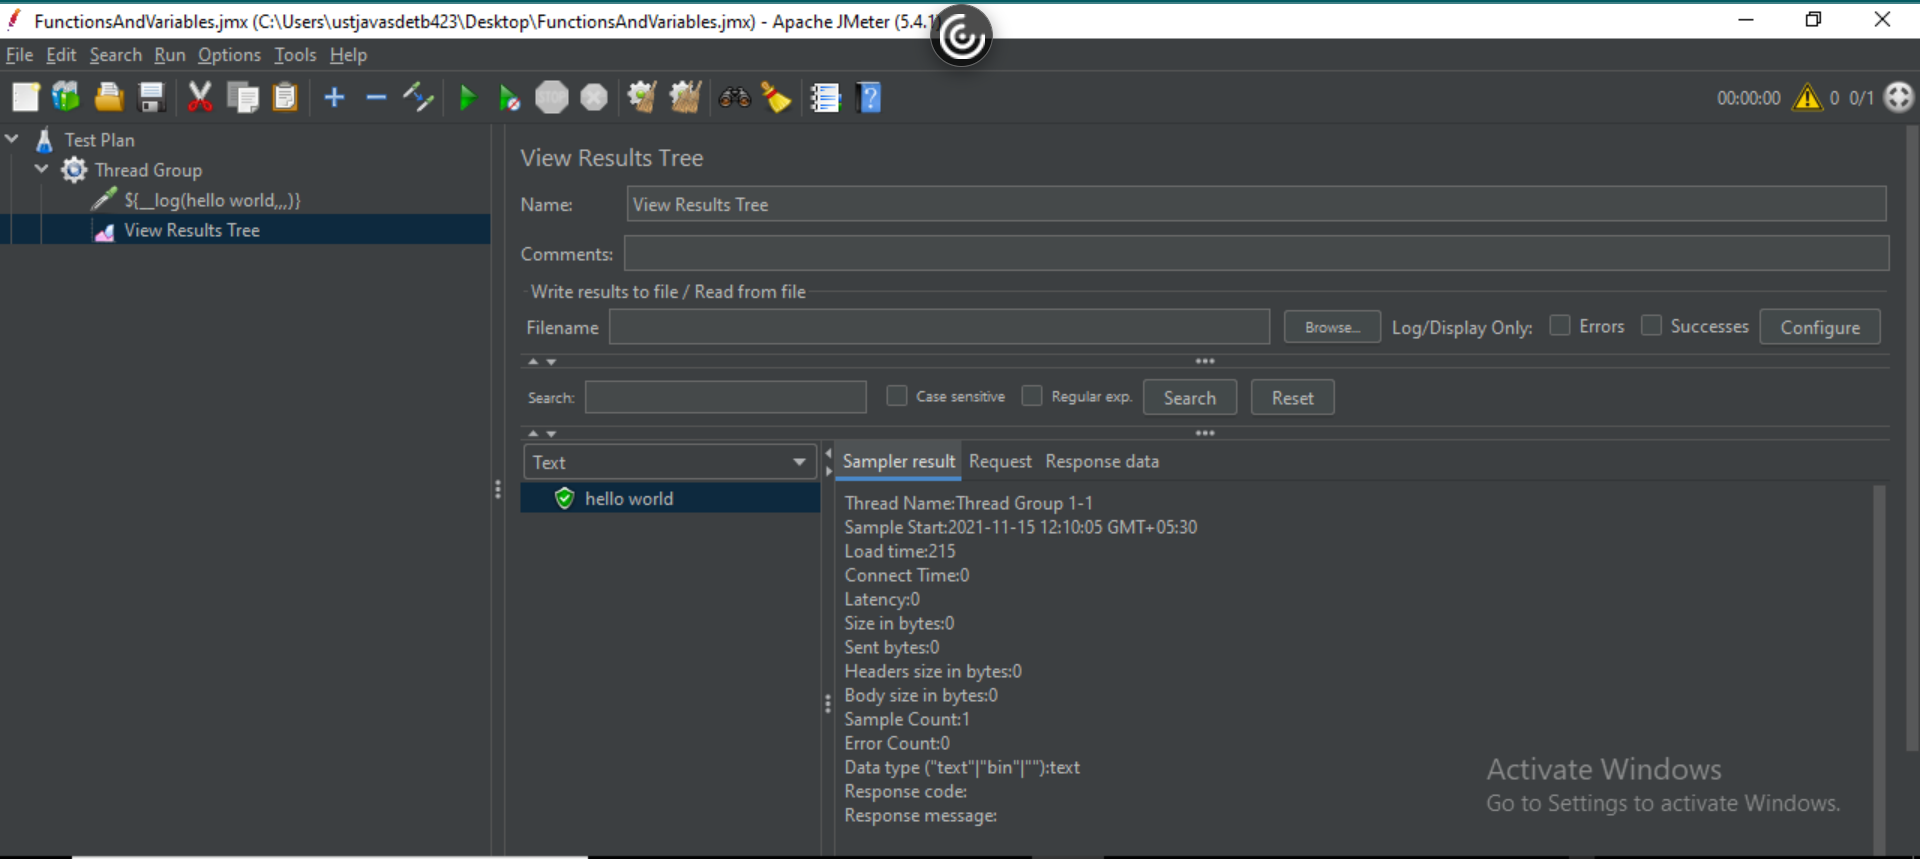 FunctionsAndVariables.jmx (C:\Users\ustjavasdetb423\Desktop\FunctionsAndVariables.jmx) - Apache JMeter (5.4.1)
File Edit Search Run Options Tools Help
STOP
00:00:00 0 0/1
Test Plan
Thread Group
${__log(hello world,,,)}
View Results Tree
View Results Tree
Name: View Results Tree
Comments:
Write results to file / Read from file
Filename Browse... Log/Display Only: Errors Successes Configure
Search: Case sensitive Regular exp. Search Reset
Text
hello world
Sampler result Request Response data
Thread Name:Thread Group 1-1
Sample Start:2021-11-15 12:10:05 GMT+05:30
Load time:215
Connect Time:0
Latency:0
Size in bytes:0
Sent bytes:0
Headers size in bytes:0
Body size in bytes:0
Sample Count:1
Error Count:0
Data type ("text"|"bin"|""):text
Response code:
Response message:
Activate Windows
Go to Settings to activate Windows.